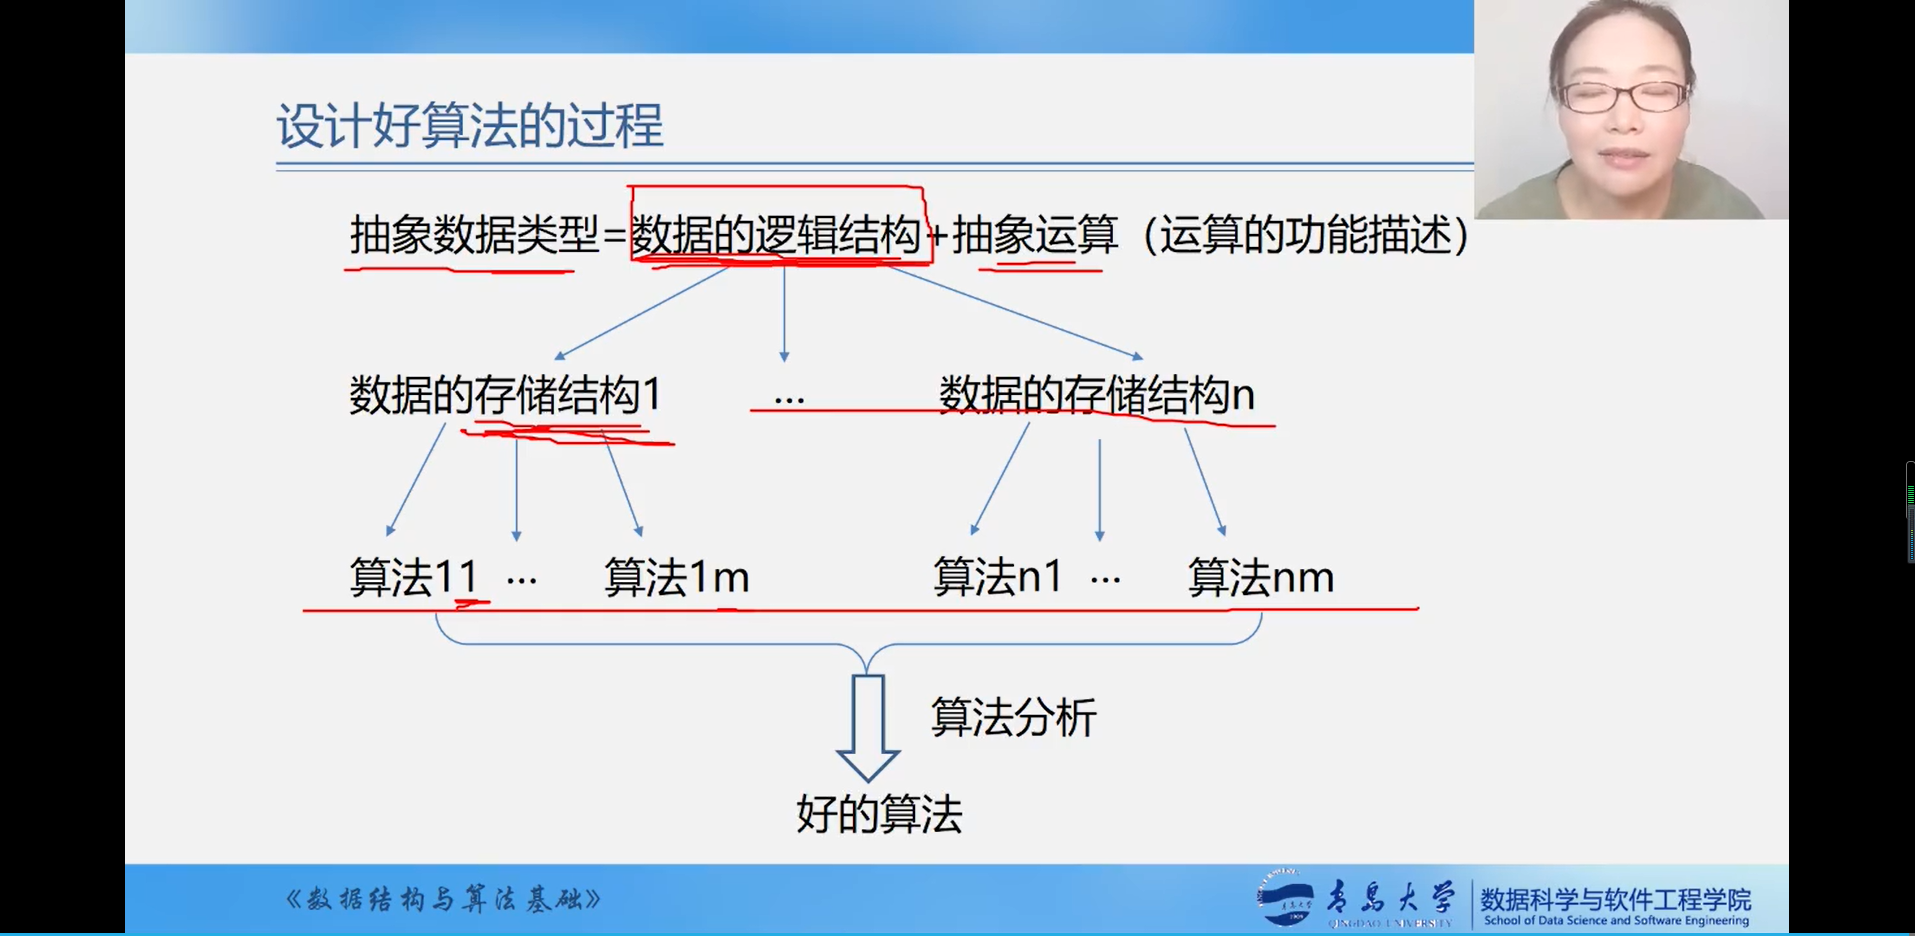 设计好算法的过程
抽象数据类型=数据的逻辑结构+抽象运算（运算的功能描述）
数据的存储结构1 ... 数据的存储结构n
算法11 ... 算法1m 算法n1 ... 算法nm
算法分析
好的算法
《数据结构与算法基础》
青岛大学
QINGDAO UNIVERSITY
数据科学与软件工程学院
School of Data Science and Software Engineering